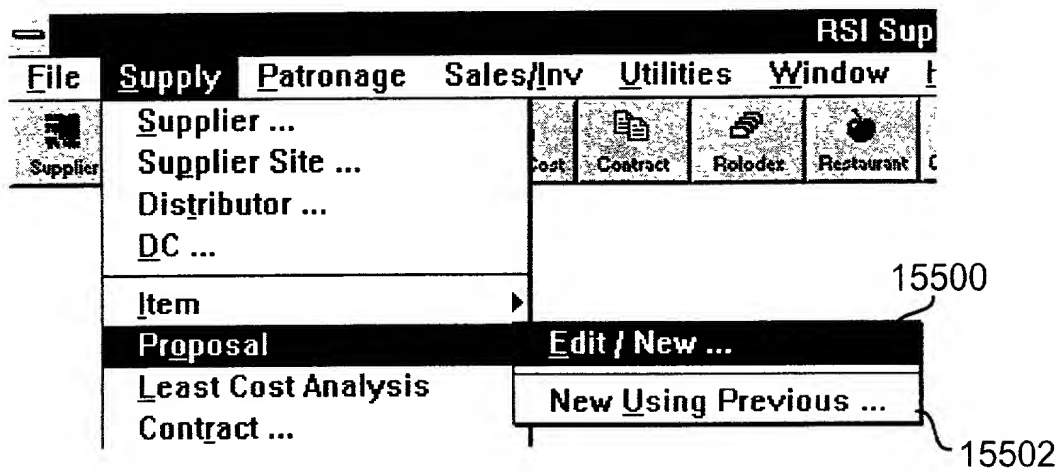 RSI Sup
File Supply Patronage Sales/Inv Utilities Window
Supplier Cost Contract Rolodex Restaurant
Supplier ...
Supplier Site ...
Distributor ...
DC ...
Item
Proposal
Least Cost Analysis
Contract ...
15500
Edit / New ...
New Using Previous ...
15502